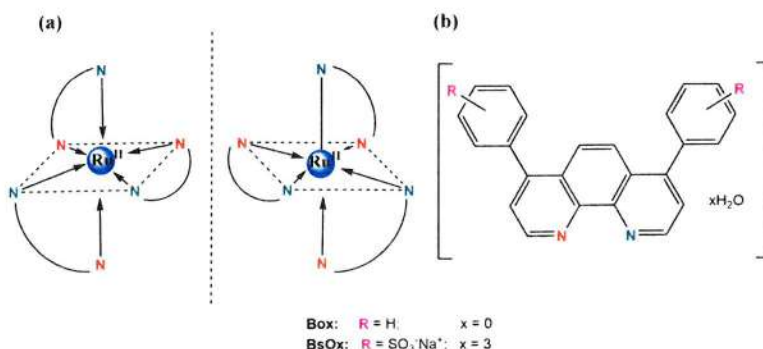 (a)
(b)
N
N
N N
Ru^II
N N
N
N N
Ru^II
N N
N
N
R
R
N N
xH₂O
Box: R = H; x = 0
BsOx: R = SO₃⁻Na⁺; x = 3